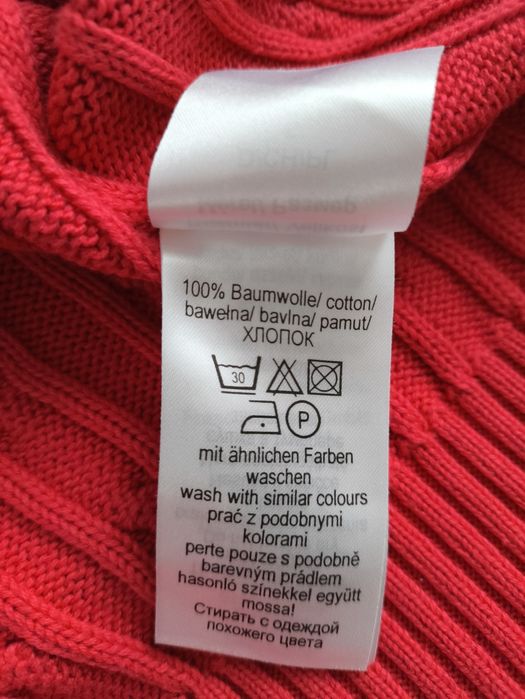 100% Baumwolle/ cotton/
bawełna/ bavlna/ pamut/
ХЛОПОК
30
P
mit ähnlichen Farben
waschen
wash with similar colours
prać z podobnymi
kolorami
perte pouze s podobně
barevným prádlem
hasonló színekkel együtt
mossa!
Стирать с одеждой
похожего цвета